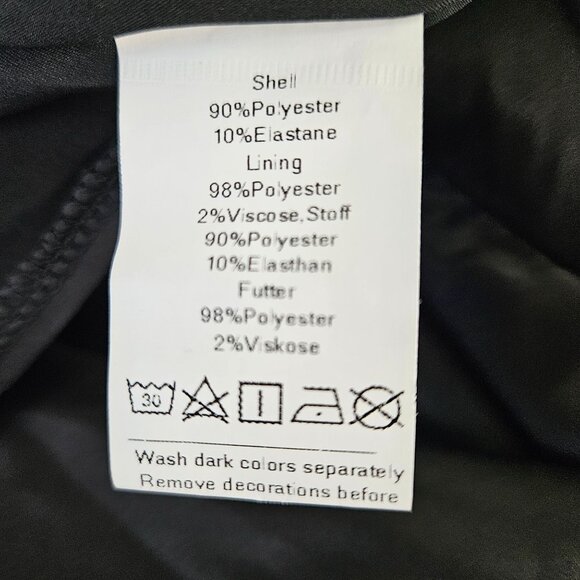 Shell
90%Polyester
10%Elastane
Lining
98%Polyester
2%Viscose,Stoff
90%Polyester
10%Elasthan
Futter
98%Polyester
2%Viskose
30
Wash dark colors separately
Remove decorations before